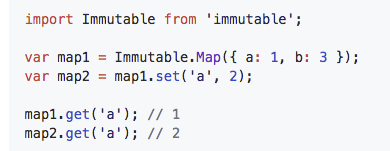 import Immutable from 'immutable';
var map1 = Immutable.Map({ a: 1, b: 3 });
var map2 = map1.set('a', 2);
map1.get('a'); // 1
map2.get('a'); // 2